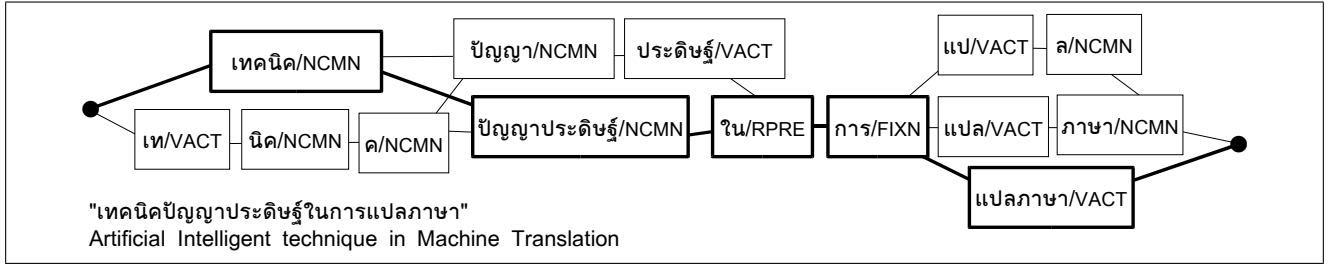 ปัญญา/NCMN ประดิษฐ์/VACT แป/VACT ล/NCMN
เทคนิค/NCMN
เท/VACT นิค/NCMN ค/NCMN ปัญญาประดิษฐ์/NCMN ใน/RPRE การ/FIXN แปล/VACT ภาษา/NCMN
แปลภาษา/VACT
"เทคนิคปัญญาประดิษฐ์ในการแปลภาษา"
Artificial Intelligent technique in Machine Translation